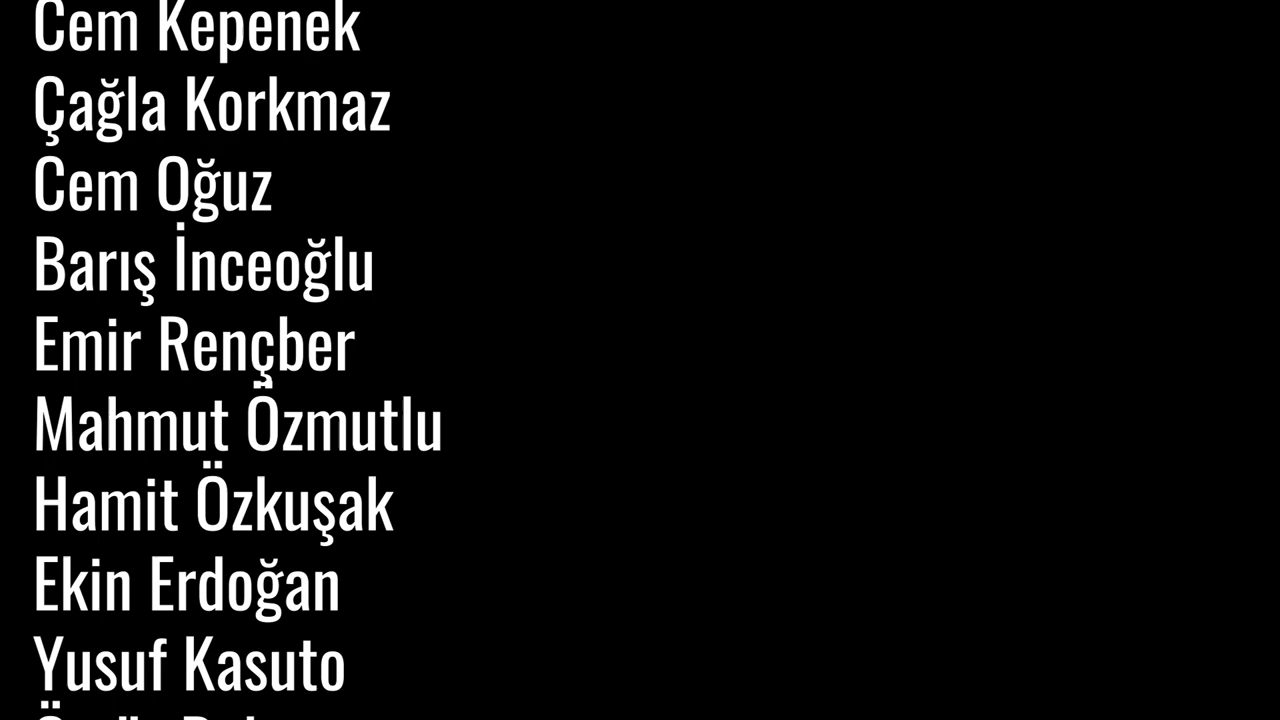 Cem Kepenek
Çağla Korkmaz
Cem Oğuz
Barış İnceoğlu
Emir Rençber
Mahmut Özmutlu
Hamit Özkuşak
Ekin Erdoğan
Yusuf Kasuto